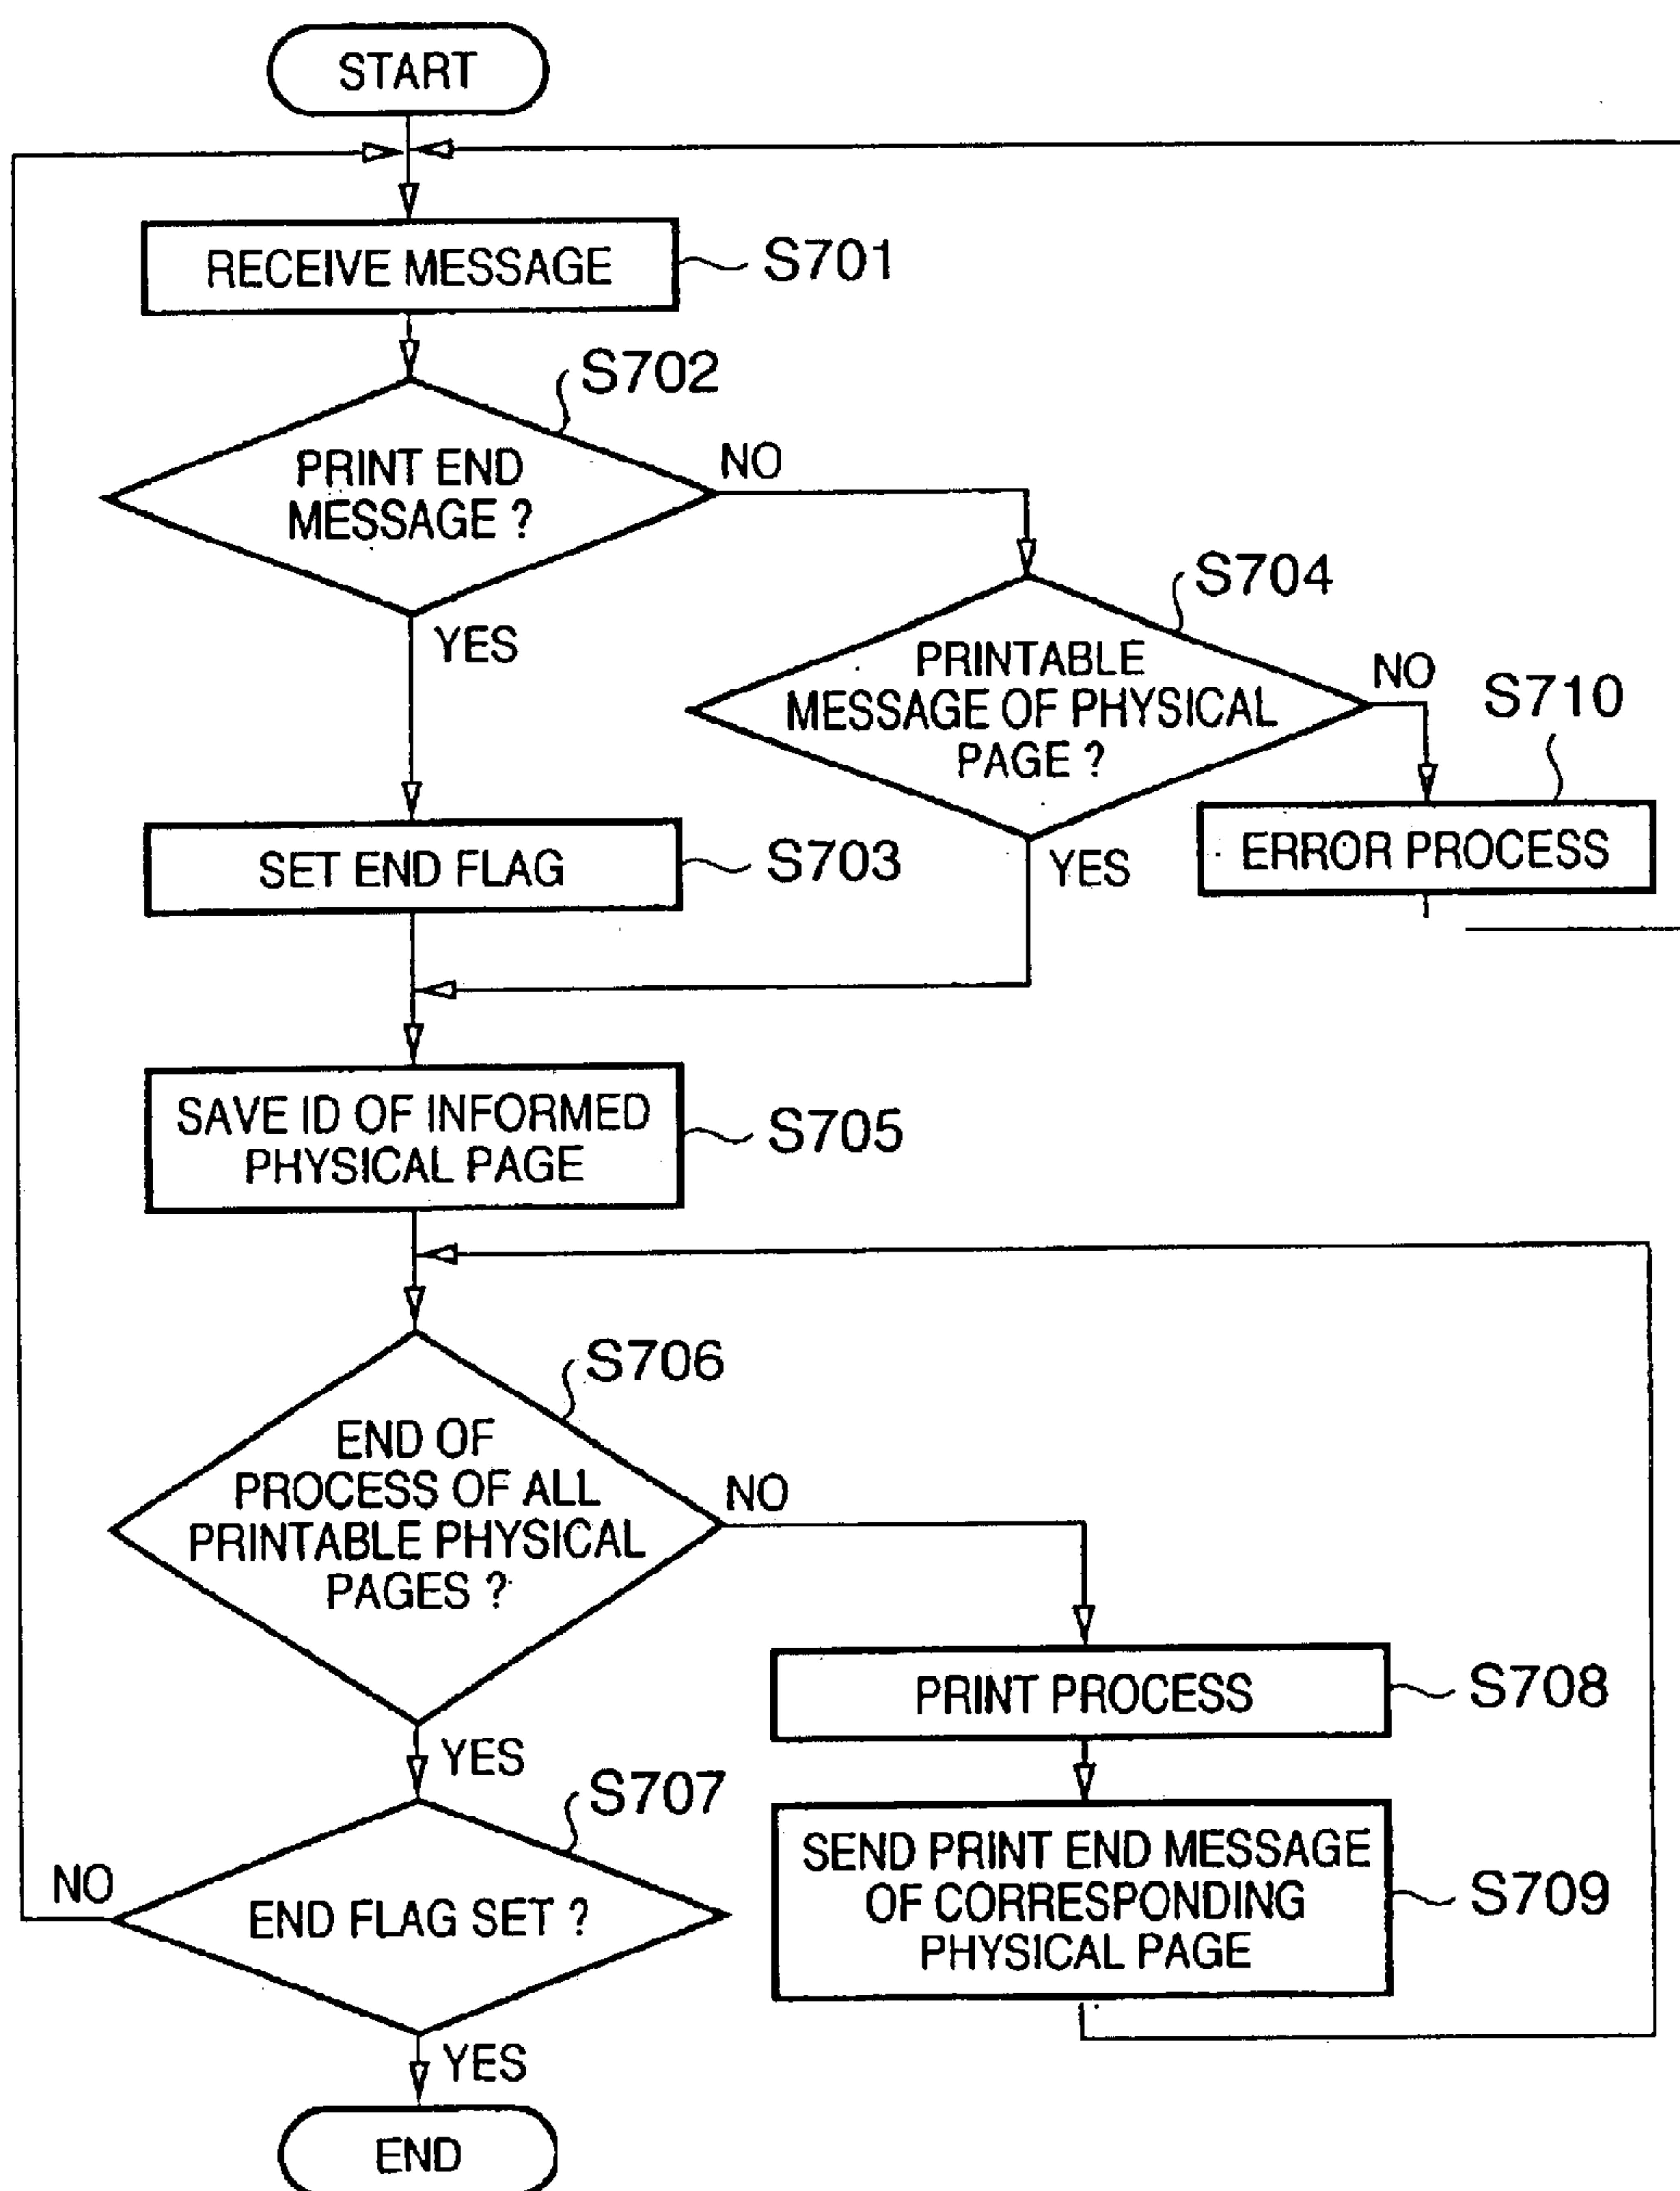 START
RECEIVE MESSAGE
S701
S702
PRINT END
MESSAGE ?
NO
YES
S704
PRINTABLE
MESSAGE OF PHYSICAL
PAGE ?
NO
YES
S710
ERROR PROCESS
SET END FLAG
S703
SAVE ID OF INFORMED
PHYSICAL PAGE
S705
S706
END OF
PROCESS OF ALL
PRINTABLE PHYSICAL
PAGES ?
NO
YES
PRINT PROCESS
S708
S707
END FLAG SET ?
NO
YES
SEND PRINT END MESSAGE
OF CORRESPONDING
PHYSICAL PAGE
S709
END